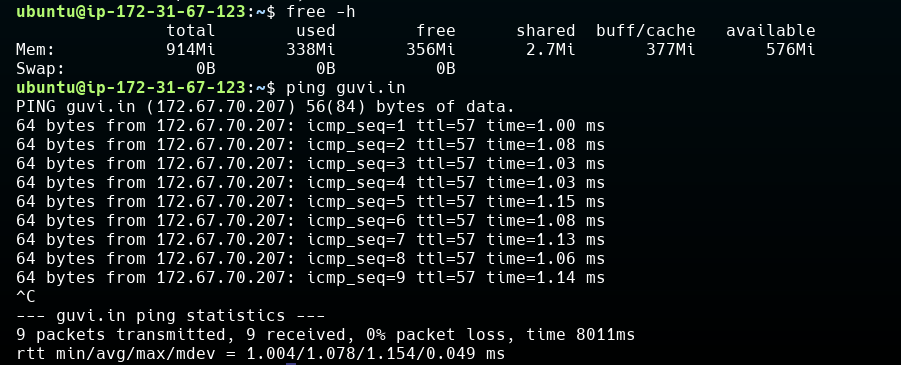 ubuntu@ip-172-31-67-123:~$ free -h
               total        used        free      shared  buff/cache   available
Mem:           914Mi       338Mi       356Mi       2.7Mi       377Mi       576Mi
Swap:             0B          0B          0B
ubuntu@ip-172-31-67-123:~$ ping guvi.in
PING guvi.in (172.67.70.207) 56(84) bytes of data.
64 bytes from 172.67.70.207: icmp_seq=1 ttl=57 time=1.00 ms
64 bytes from 172.67.70.207: icmp_seq=2 ttl=57 time=1.08 ms
64 bytes from 172.67.70.207: icmp_seq=3 ttl=57 time=1.03 ms
64 bytes from 172.67.70.207: icmp_seq=4 ttl=57 time=1.03 ms
64 bytes from 172.67.70.207: icmp_seq=5 ttl=57 time=1.15 ms
64 bytes from 172.67.70.207: icmp_seq=6 ttl=57 time=1.08 ms
64 bytes from 172.67.70.207: icmp_seq=7 ttl=57 time=1.13 ms
64 bytes from 172.67.70.207: icmp_seq=8 ttl=57 time=1.06 ms
64 bytes from 172.67.70.207: icmp_seq=9 ttl=57 time=1.14 ms
^C
--- guvi.in ping statistics ---
9 packets transmitted, 9 received, 0% packet loss, time 8011ms
rtt min/avg/max/mdev = 1.004/1.078/1.154/0.049 ms